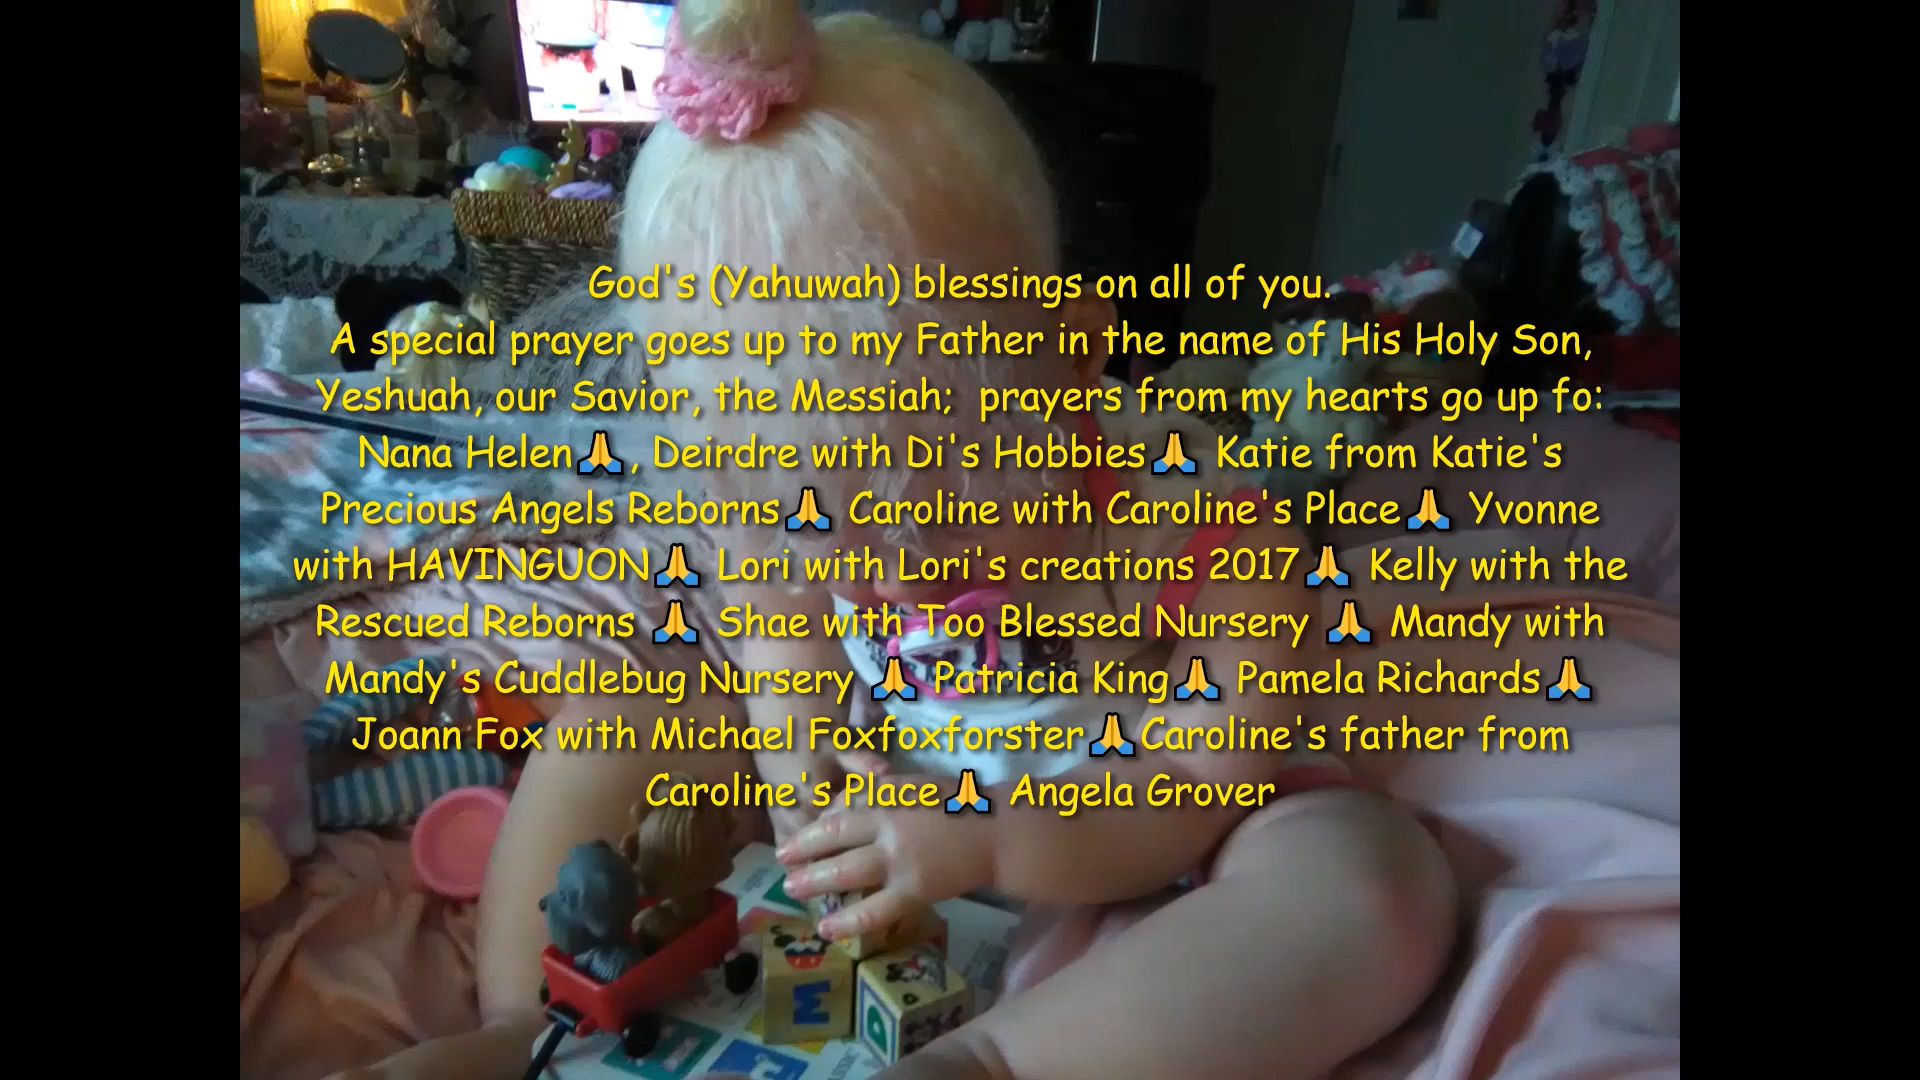 God's (Yahuwah) blessings on all of you.
A special prayer goes up to my Father in the name of His Holy Son,
Yeshuah, our Savior, the Messiah;  prayers from my hearts go up fo:
Nana Helen🙏, Deirdre with Di's Hobbies🙏 Katie from Katie's
Precious Angels Reborns🙏 Caroline with Caroline's Place🙏 Yvonne
with HAVINGUON🙏 Lori with Lori's creations 2017🙏 Kelly with the
Rescued Reborns 🙏 Shae with Too Blessed Nursery 🙏 Mandy with
Mandy's Cuddlebug Nursery 🙏 Patricia King🙏 Pamela Richards🙏
Joann Fox with Michael Foxfoxforster🙏Caroline's father from
Caroline's Place🙏 Angela Grover
M